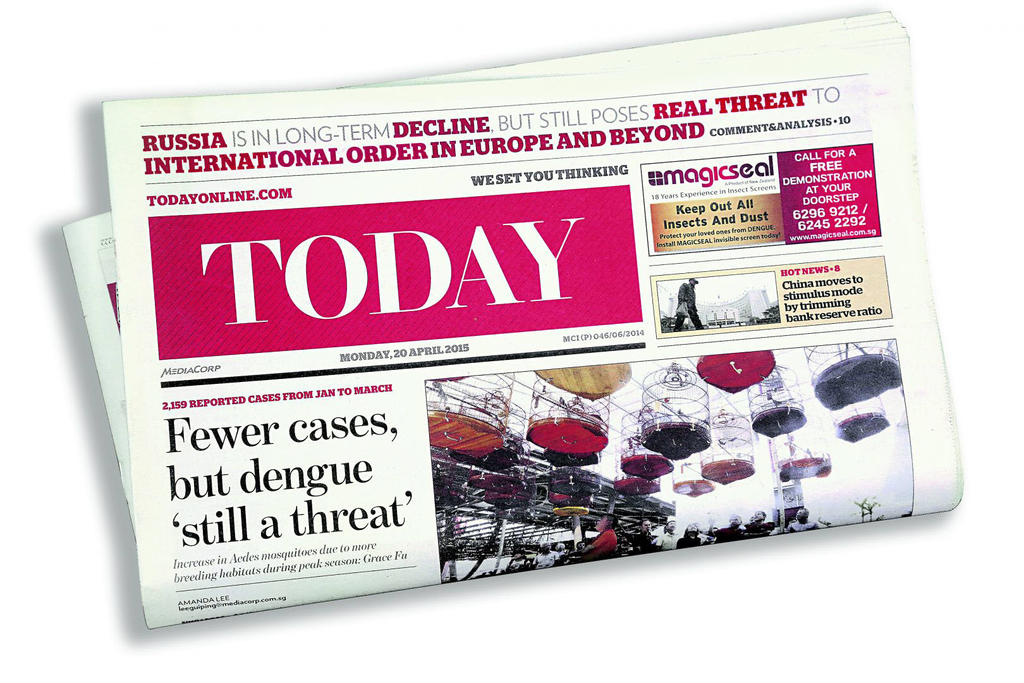 RUSSIA IS IN LONG-TERM DECLINE, BUT STILL POSES REAL THREAT TO
INTERNATIONAL ORDER IN EUROPE AND BEYOND COMMENT&ANALYSIS•10
TODAYONLINE.COM
WE SET YOU THINKING
TODAY
MEDIACORP
MONDAY, 20 APRIL 2015
MCI (P) 046/06/2014
magicseal
A Product of New Zealand
18 Years Experience in Insect Screens
Keep Out All
Insects And Dust
Protect your loved ones from DENGUE.
Install MAGICSEAL invisible screen today!
CALL FOR A
FREE
DEMONSTRATION
AT YOUR
DOORSTEP
6296 9212 /
6245 2292
www.magicseal.com.sg
HOT NEWS•8
China moves to
stimulus mode
by trimming
bank reserve ratio
2,159 REPORTED CASES FROM JAN TO MARCH
Fewer cases,
but dengue
‘still a threat’
Increase in Aedes mosquitoes due to more
breeding habitats during peak season: Grace Fu
AMANDA LEE
leeguiping@mediacorp.com.sg